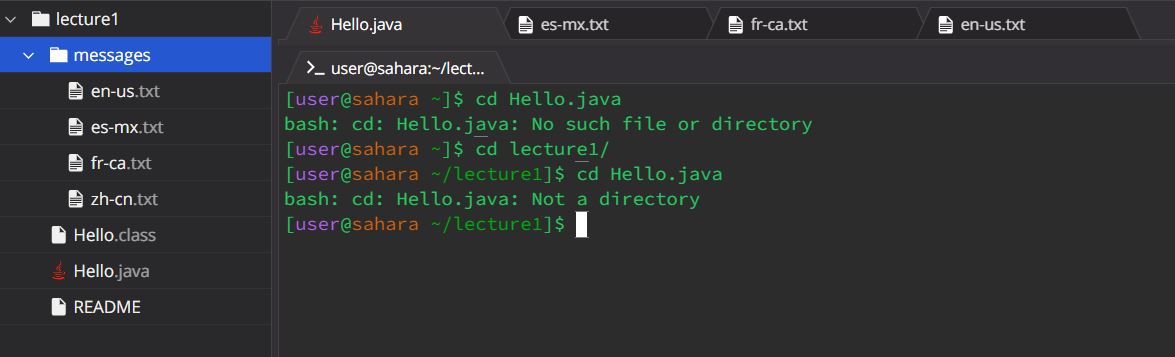 lecture1
messages
en-us.txt
es-mx.txt
fr-ca.txt
zh-cn.txt
Hello.class
Hello.java
README
Hello.java es-mx.txt fr-ca.txt en-us.txt
user@sahara:~/lect...
[user@sahara ~]$ cd Hello.java
bash: cd: Hello.java: No such file or directory
[user@sahara ~]$ cd lecture1/
[user@sahara ~/lecture1]$ cd Hello.java
bash: cd: Hello.java: Not a directory
[user@sahara ~/lecture1]$